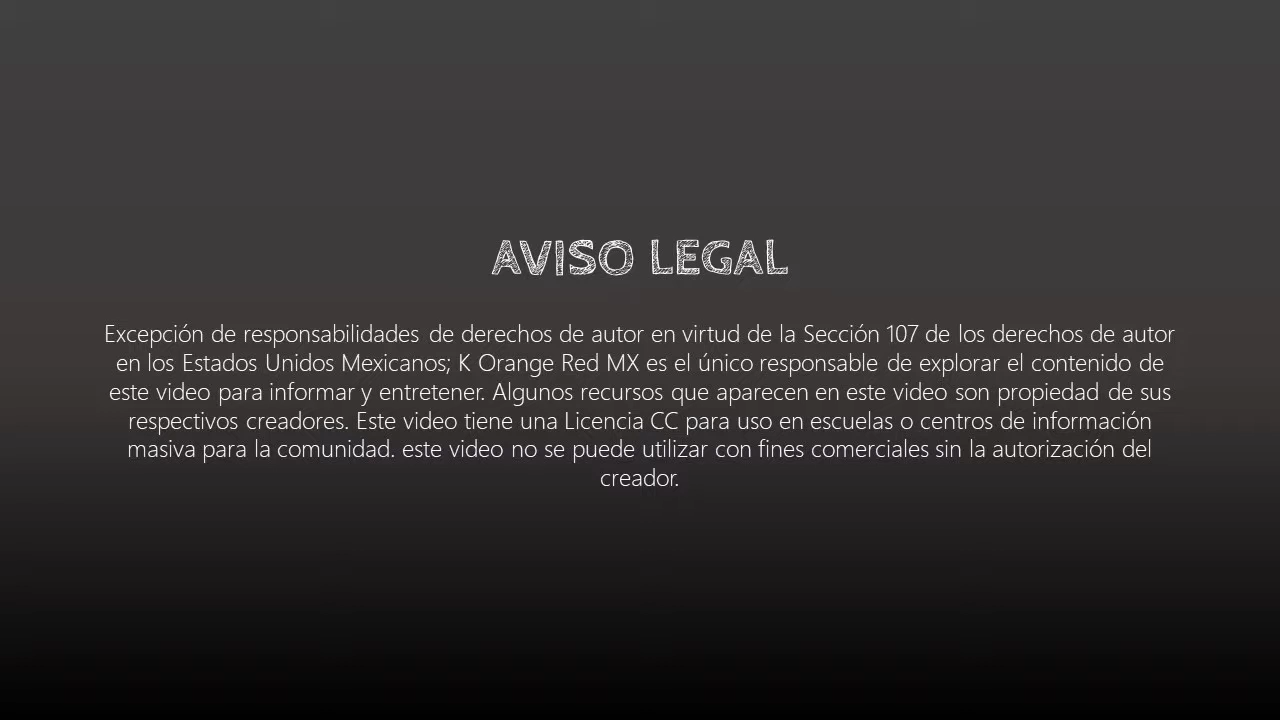 AVISO LEGAL
Excepción de responsabilidades de derechos de autor en virtud de la Sección 107 de los derechos de autor
en los Estados Unidos Mexicanos; K Orange Red MX es el único responsable de explorar el contenido de
este video para informar y entretener. Algunos recursos que aparecen en este video son propiedad de sus
respectivos creadores. Este video tiene una Licencia CC para uso en escuelas o centros de información
masiva para la comunidad. este video no se puede utilizar con fines comerciales sin la autorización del
creador.